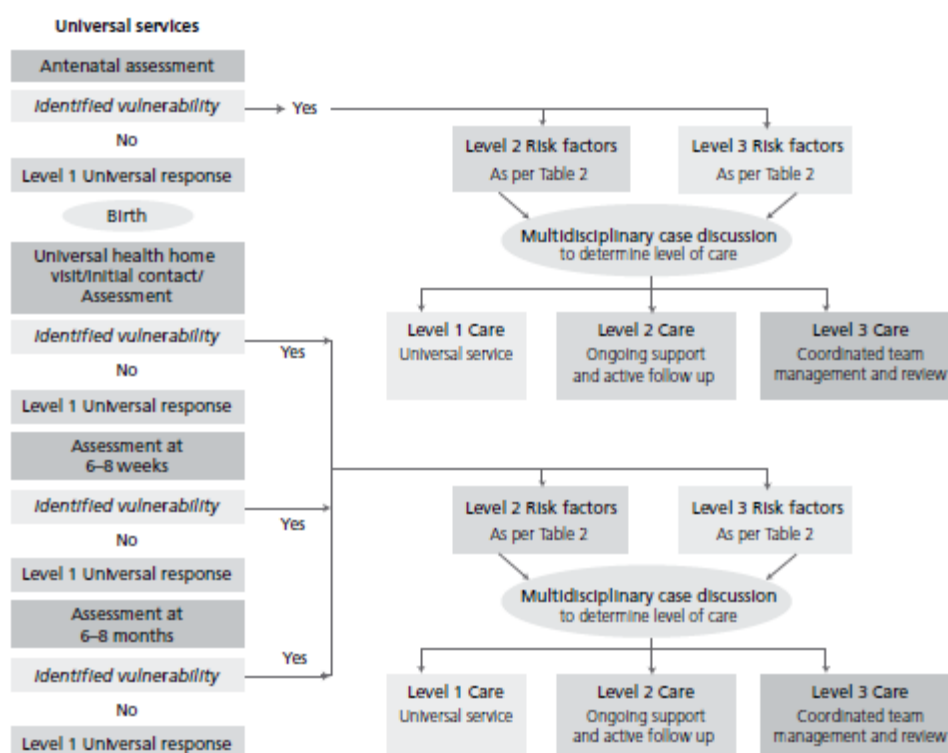 Universal services
Antenatal assessment
Identified vulnerability
Yes
No
Level 1 Universal response
Birth
Universal health home
visit/initial contact/
Assessment
Identified vulnerability
Yes
No
Level 1 Universal response
Assessment at
6–8 weeks
Identified vulnerability
Yes
No
Level 1 Universal response
Assessment at
6–8 months
Identified vulnerability
Yes
No
Level 1 Universal response
Level 2 Risk factors
As per Table 2
Level 3 Risk factors
As per Table 2
Multidisciplinary case discussion
to determine level of care
Level 1 Care
Universal service
Level 2 Care
Ongoing support
and active follow up
Level 3 Care
Coordinated team
management and review
Level 2 Risk factors
As per Table 2
Level 3 Risk factors
As per Table 2
Multidisciplinary case discussion
to determine level of care
Level 1 Care
Universal service
Level 2 Care
Ongoing support
and active follow up
Level 3 Care
Coordinated team
management and review